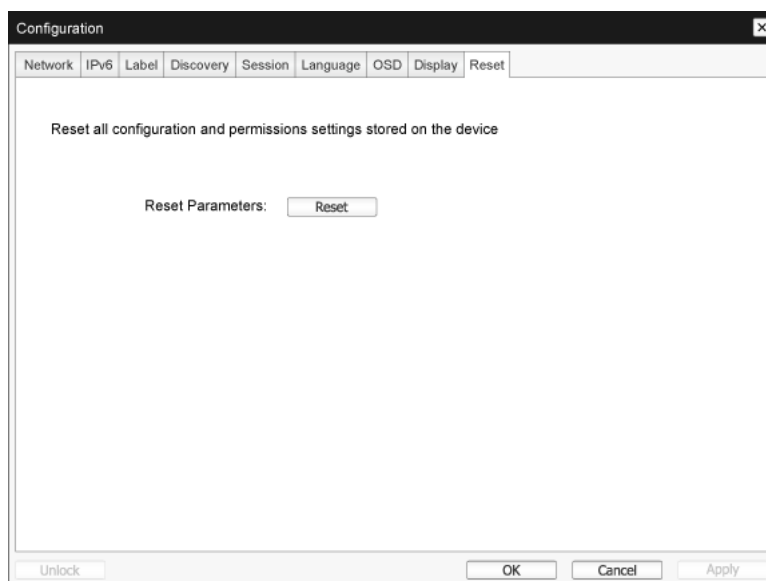 Configuration
Network IPv6 Label Discovery Session Language OSD Display Reset
Reset all configuration and permissions settings stored on the device
Reset Parameters: Reset
Unlock OK Cancel Apply